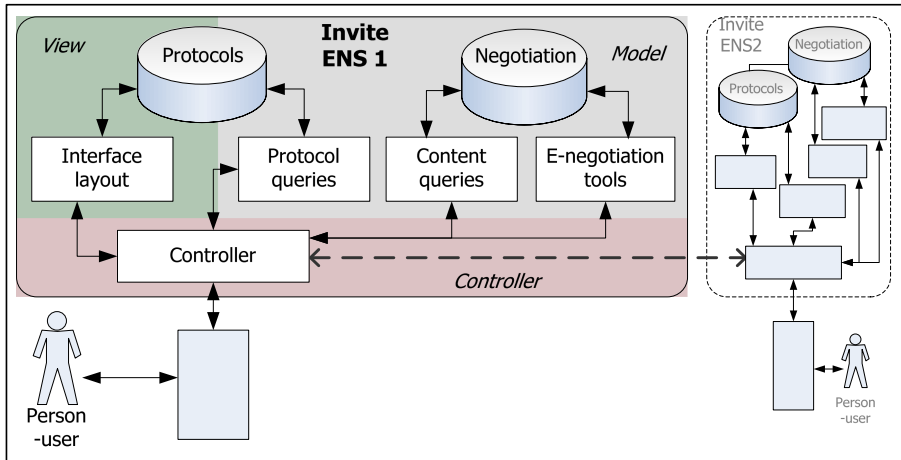 View
Protocols
Invite
ENS 1
Negotiation
Model
Interface
layout
Protocol
queries
Content
queries
E-negotiation
tools
Controller
Controller
Person
-user
Invite
ENS2
Negotiation
Protocols
Person
-user